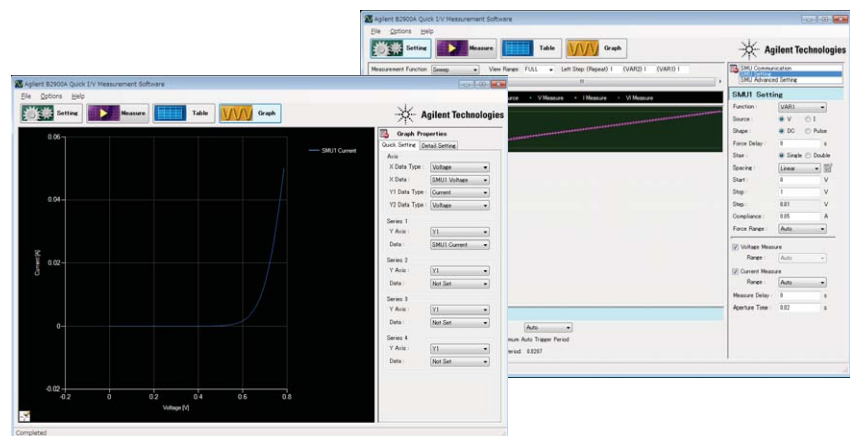 Agilent B2900A Quick I/V Measurement Software
File Options Help
Setting Measure Table Graph
Agilent Technologies
Measurement Function: Sweep View Range: FULL Left Step (Repeat) 1 (VAR2) 1 (VAR1) 1
V Measure I Measure VI Measure
SMU Communication
SMU Setting
SMU Advanced Setting
SMU1 Setting
Function: VAR1
Source: V I
Shape: DC Pulse
Force Delay: 0 s
Stair: Single Double
Spacing: Linear
Start: 0 V
Stop: 1 V
Step: 0.01 V
Compliance: 0.05 A
Force Range: Auto
Voltage Measure
Range: Auto
Current Measure
Range: Auto
Measure Delay: 0 s
Aperture Time: 0.02 s
Auto
Auto Trigger Period
0.0207
Agilent B2900A Quick I/V Measurement Software
File Options Help
Setting Measure Table Graph
Agilent Technologies
0.06
0.04
0.02
0
-0.02
Current [A]
-0.2 0 0.2 0.4 0.6 0.8
Voltage [V]
SMU1 Current
Graph Properties
Quick Setting Detail Setting
Axis
X Data Type: Voltage
X Data: SMU1 Voltage
Y1 Data Type: Current
Y2 Data Type: Voltage
Series 1
Y Axis: Y1
Data: SMU1 Current
Series 2
Y Axis: Y1
Data: Not Set
Series 3
Y Axis: Y1
Data: Not Set
Series 4
Y Axis: Y1
Data: Not Set
Completed